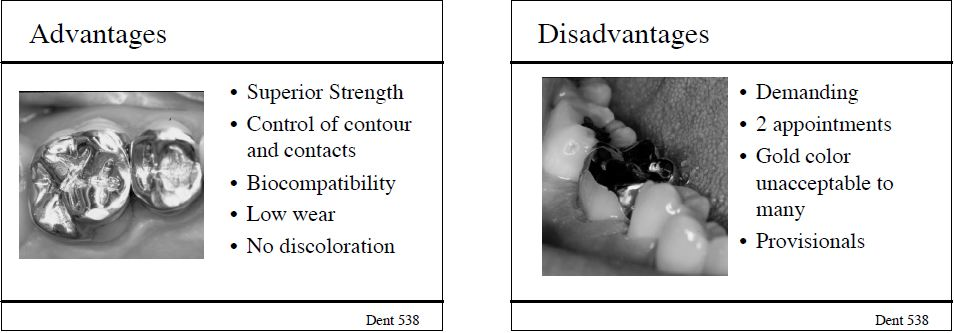 Advantages
• Superior Strength
• Control of contour
and contacts
• Biocompatibility
• Low wear
• No discoloration
Dent 538
Disadvantages
• Demanding
• 2 appointments
• Gold color
unacceptable to
many
• Provisionals
Dent 538